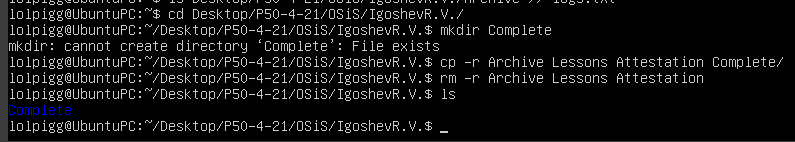 lolpigg@UbuntuPC:~$ cd Desktop/P50-4-21/OSiS/IgoshevR.V./
lolpigg@UbuntuPC:~/Desktop/P50-4-21/OSiS/IgoshevR.V.$ mkdir Complete
mkdir: cannot create directory ‘Complete’: File exists
lolpigg@UbuntuPC:~/Desktop/P50-4-21/OSiS/IgoshevR.V.$ cp -r Archive Lessons Attestation Complete/
lolpigg@UbuntuPC:~/Desktop/P50-4-21/OSiS/IgoshevR.V.$ rm -r Archive Lessons Attestation
lolpigg@UbuntuPC:~/Desktop/P50-4-21/OSiS/IgoshevR.V.$ ls
Complete
lolpigg@UbuntuPC:~/Desktop/P50-4-21/OSiS/IgoshevR.V.$ _